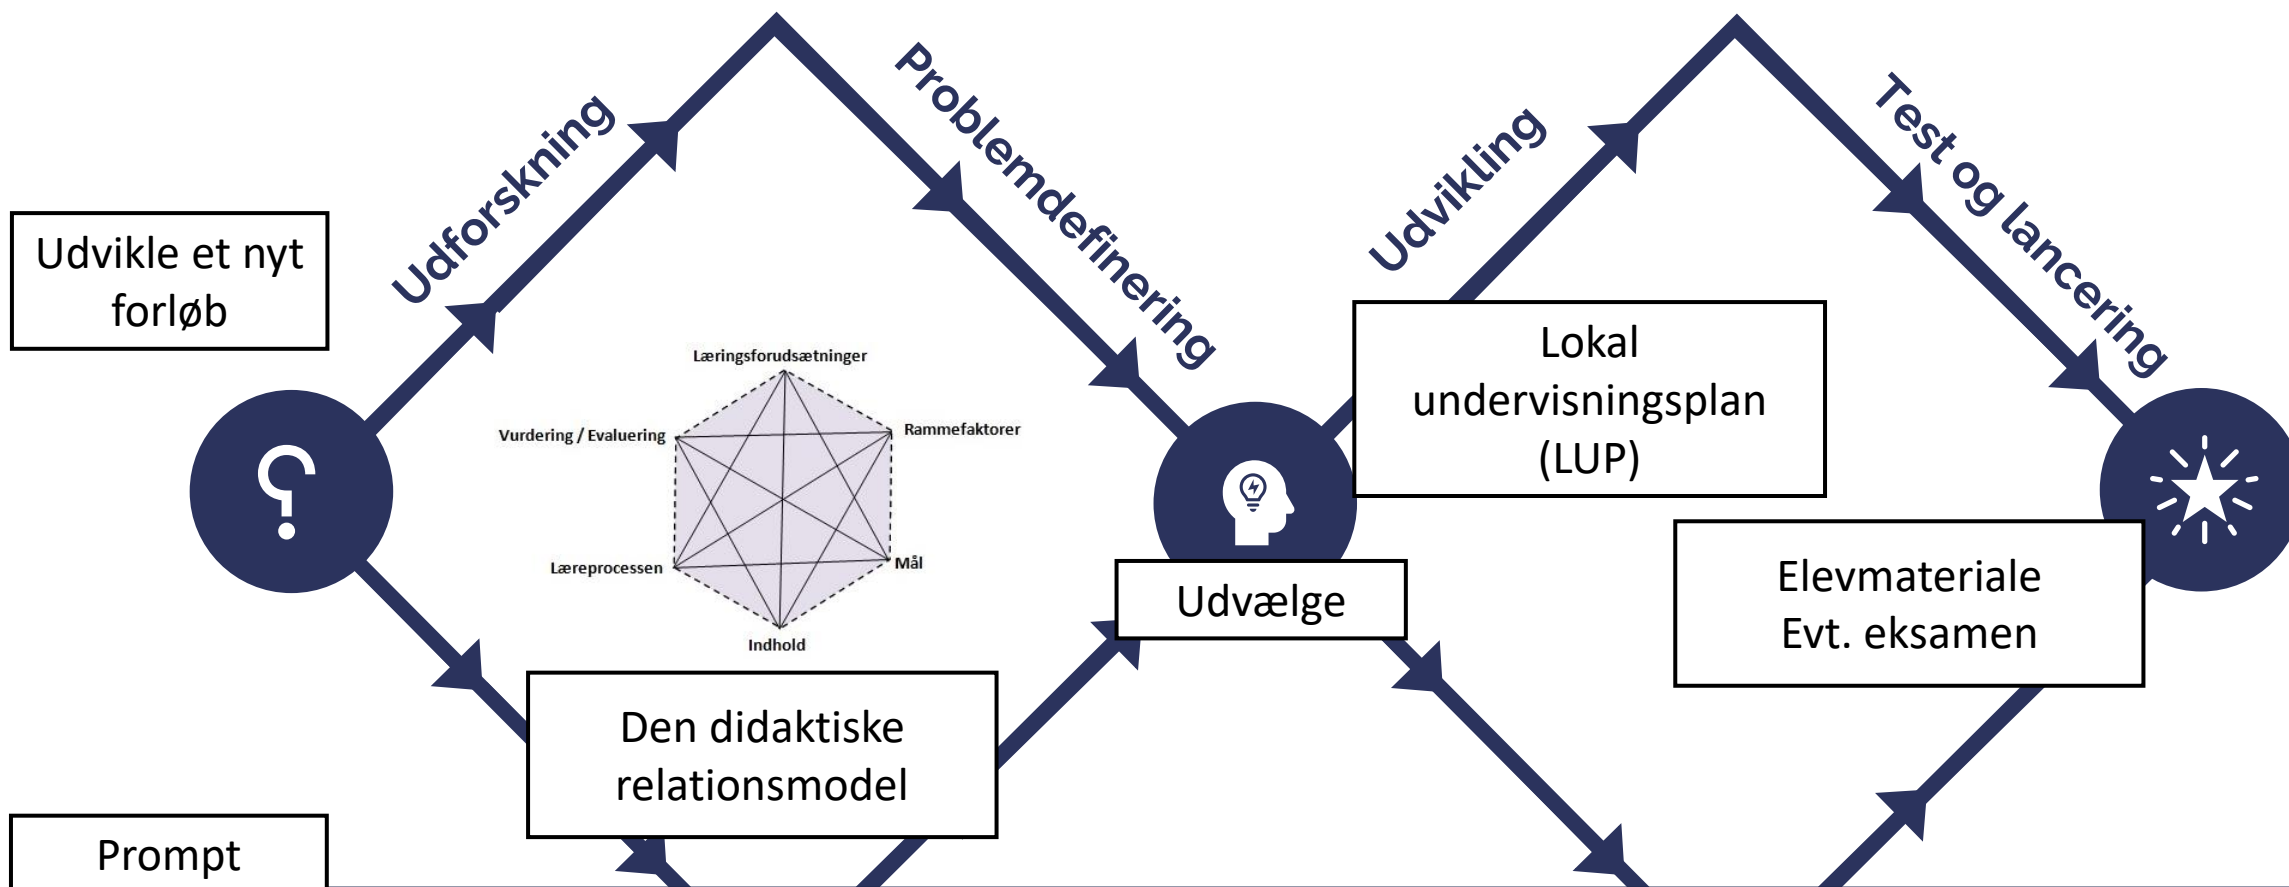 Udforskning
Problemdefinering
Udvikling
Test og lancering
Udvikle et nyt
forløb
Læringsforudsætninger
Vurdering / Evaluering
Rammefaktorer
Læreprocessen
Mål
Indhold
Lokal
undervisningsplan
(LUP)
Udvælge
Elevmateriale
Evt. eksamen
Den didaktiske
relationsmodel
Prompt